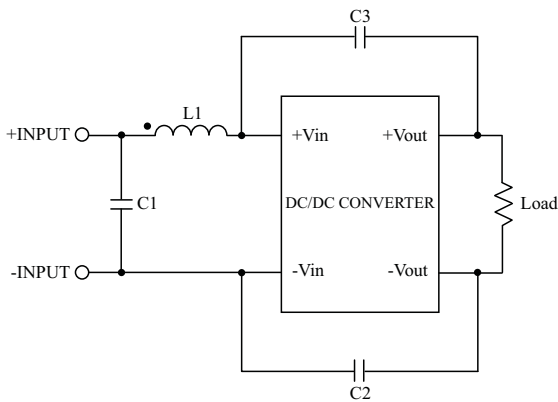 C3
L1
+INPUT
+Vin
+Vout
C1
DC/DC CONVERTER
Load
-INPUT
-Vin
-Vout
C2